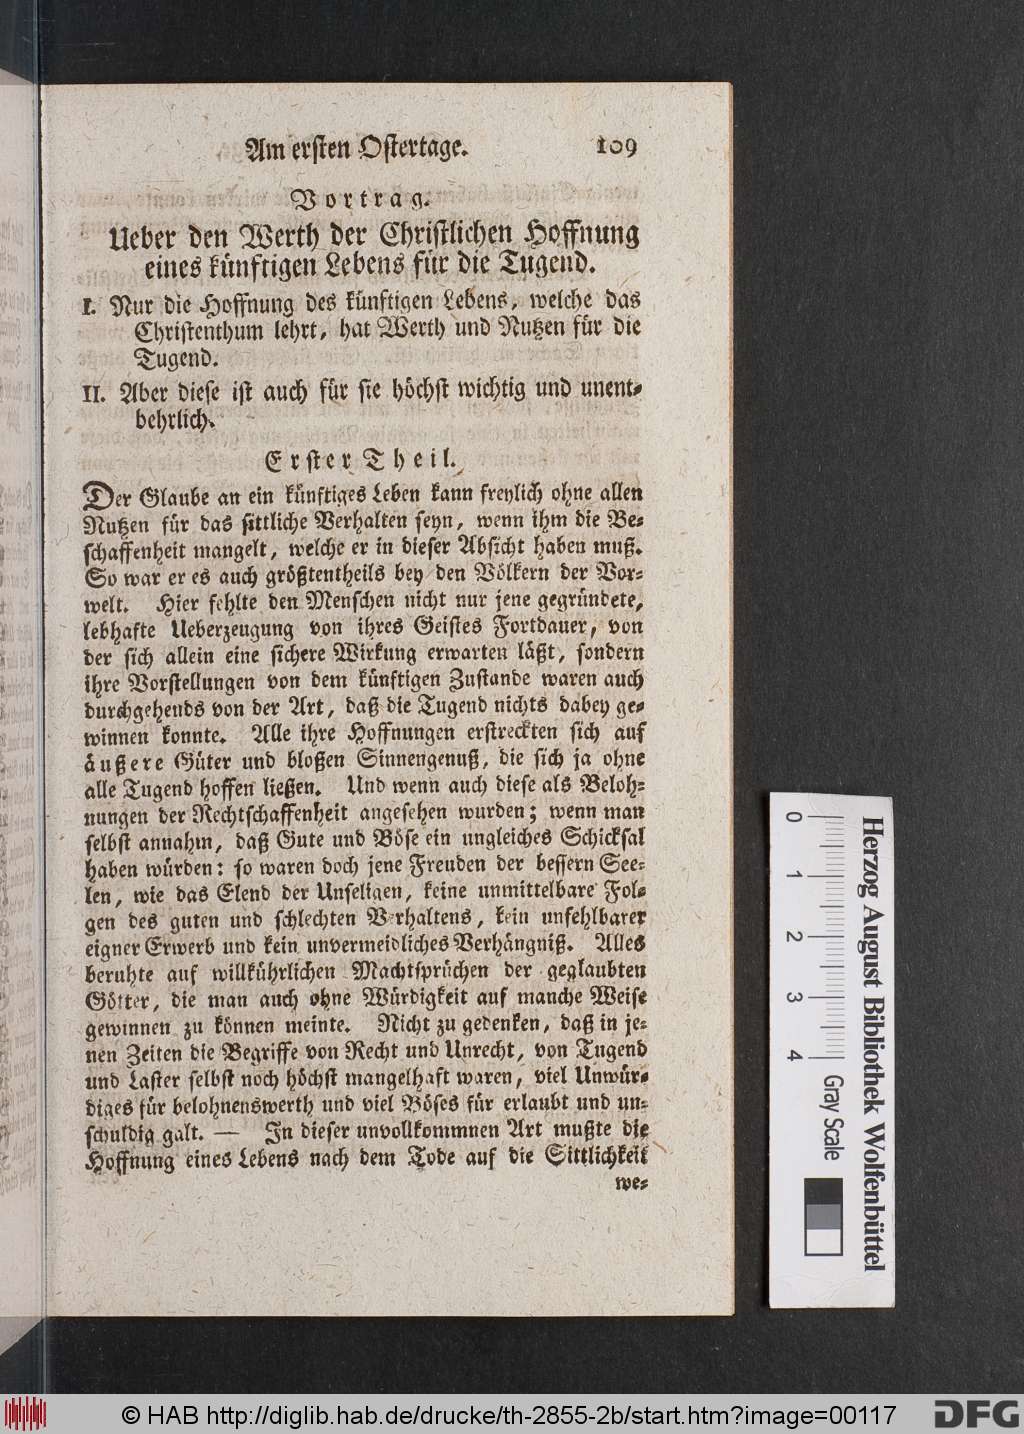 Am ersten Ostertage. 109
Vortrag.
Ueber den Werth der Christlichen Hoffnung
eines künftigen Lebens für die Tugend.
I. Nur die Hoffnung des künftigen Lebens, welche das
Christenthum lehrt, hat Werth und Nutzen für die
Tugend.
II. Aber diese ist auch für sie höchst wichtig und unent-
behrlich.
Erster Theil.
Der Glaube an ein künftiges Leben kann freylich ohne allen
Nutzen für das sittliche Verhalten seyn, wenn ihm die Be-
schaffenheit mangelt, welche er in dieser Absicht haben muß.
So war er es auch größtentheils bey den Völkern der Vor-
welt. Hier fehlte den Menschen nicht nur jene gegründete,
lebhafte Ueberzeugung von ihres Geistes Fortdauer, von
der sich allein eine sichere Wirkung erwarten läßt, sondern
ihre Vorstellungen von dem künftigen Zustande waren auch
durchgehends von der Art, daß die Tugend nichts dabey ge-
winnen konnte. Alle ihre Hoffnungen erstreckten sich auf
äußere Güter und bloßen Sinnengenuß, die sich ja ohne
alle Tugend hoffen ließen. Und wenn auch diese als Beloh-
nungen der Rechtschaffenheit angesehen wurden; wenn man
selbst annahm, daß Gute und Böse ein ungleiches Schicksal
haben würden: so waren doch jene Freuden der bessern See-
len, wie das Elend der Unseligen, keine unmittelbare Fol-
gen des guten und schlechten Verhaltens, kein unfehlbarer
eigner Erwerb und kein unvermeidliches Verhängniß. Alles
beruhte auf willkührlichen Machtsprüchen der geglaubten
Götter, die man auch ohne Würdigkeit auf manche Weise
gewinnen zu können meinte. Nicht zu gedenken, daß in je-
nen Zeiten die Begriffe von Recht und Unrecht, von Tugend
und Laster selbst noch höchst mangelhaft waren, viel Unwür-
diges für belohnenswerth und viel Böses für erlaubt und un-
schuldig galt. — In dieser unvollkommnen Art mußte die
Hoffnung eines Lebens nach dem Tode auf die Sittlichkeit
we-
0 1 2 3 4
Gray Scale
Herzog August Bibliothek Wolfenbüttel
© HAB http://diglib.hab.de/drucke/th-2855-2b/start.htm?image=00117
DFG